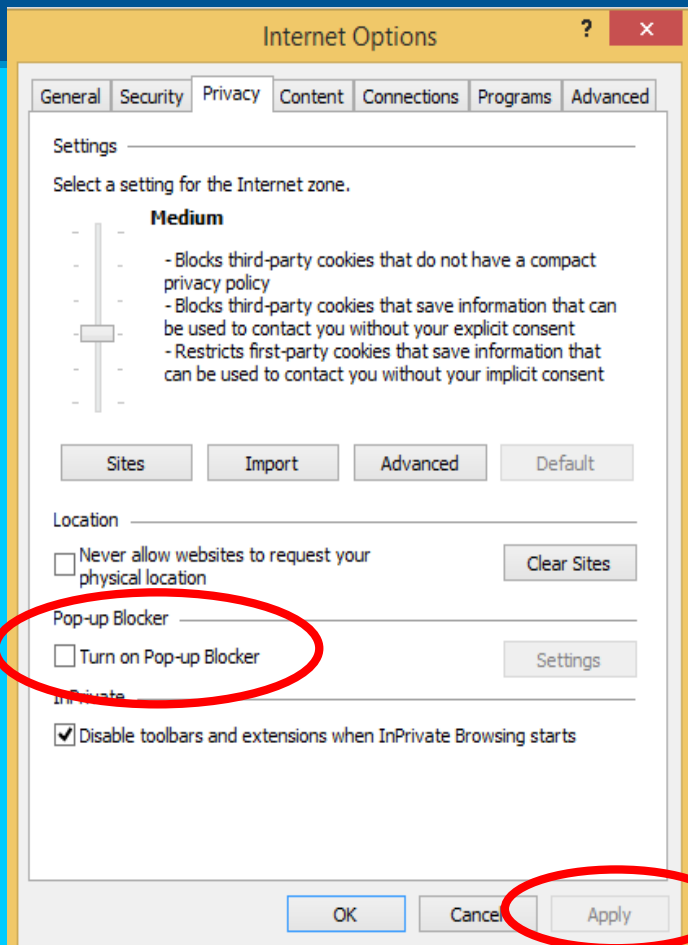 Internet Options
?
×
General Security Privacy Content Connections Programs Advanced
Settings
Select a setting for the Internet zone.
Medium
- Blocks third-party cookies that do not have a compact
privacy policy
- Blocks third-party cookies that save information that can
be used to contact you without your explicit consent
- Restricts first-party cookies that save information that
can be used to contact you without your implicit consent
Sites Import Advanced Default
Location
Never allow websites to request your
physical location
Clear Sites
Pop-up Blocker
Turn on Pop-up Blocker
Settings
InPrivate
Disable toolbars and extensions when InPrivate Browsing starts
OK Cancel Apply